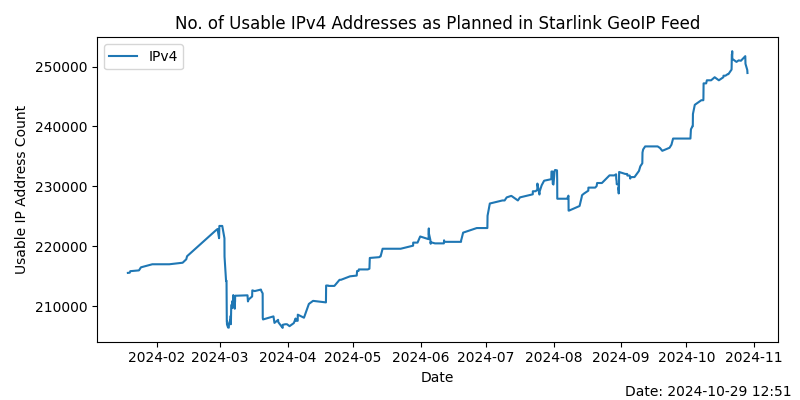 No. of Usable IPv4 Addresses as Planned in Starlink GeoIP Feed
IPv4
250000
240000
230000
220000
210000
Usable IP Address Count
2024-02 2024-03 2024-04 2024-05 2024-06 2024-07 2024-08 2024-09 2024-10 2024-11
Date
Date: 2024-10-29 12:51